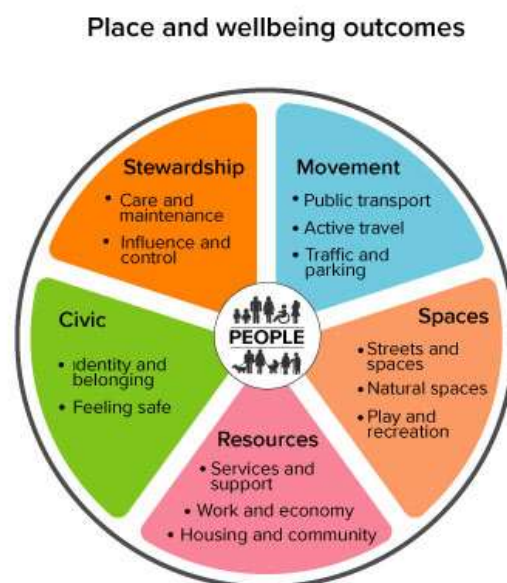 Place and wellbeing outcomes
Stewardship
• Care and
maintenance
• Influence and
control
Movement
• Public transport
• Active travel
• Traffic and
parking
Spaces
• Streets and
spaces
• Natural spaces
• Play and
recreation
Resources
• Services and
support
• Work and economy
• Housing and community
Civic
• Identity and
belonging
• Feeling safe
PEOPLE